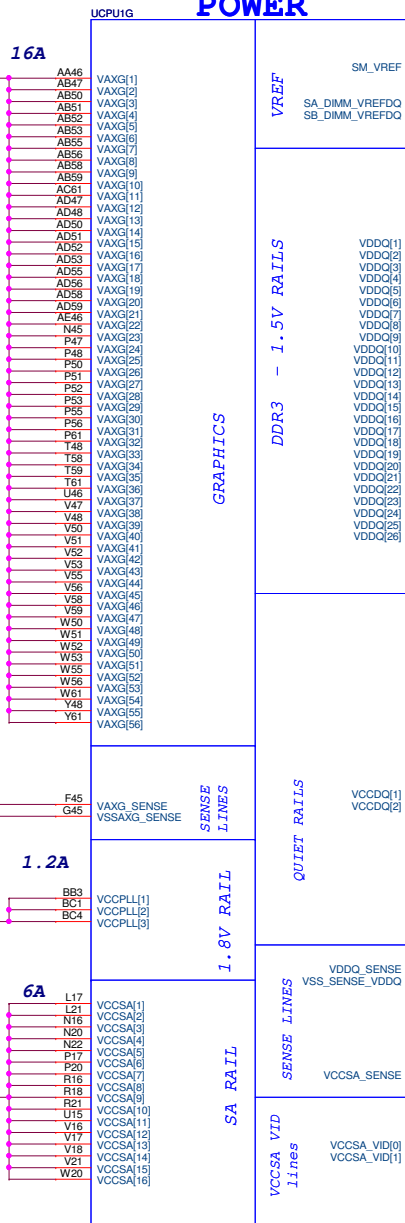 UCPU1G
POWER
16A
AA46 VAXG[1]
AB47 VAXG[2]
AB50 VAXG[3]
AB51 VAXG[4]
AB52 VAXG[5]
AB53 VAXG[6]
AB55 VAXG[7]
AB56 VAXG[8]
AB58 VAXG[9]
AB59 VAXG[10]
AC61 VAXG[11]
AD47 VAXG[12]
AD48 VAXG[13]
AD50 VAXG[14]
AD51 VAXG[15]
AD52 VAXG[16]
AD53 VAXG[17]
AD55 VAXG[18]
AD56 VAXG[19]
AD58 VAXG[20]
AD59 VAXG[21]
AE46 VAXG[22]
N45 VAXG[23]
P47 VAXG[24]
P48 VAXG[25]
P50 VAXG[26]
P51 VAXG[27]
P52 VAXG[28]
P53 VAXG[29]
P55 VAXG[30]
P56 VAXG[31]
P61 VAXG[32]
T48 VAXG[33]
T58 VAXG[34]
T59 VAXG[35]
T61 VAXG[36]
U46 VAXG[37]
V47 VAXG[38]
V48 VAXG[39]
V50 VAXG[40]
V51 VAXG[41]
V52 VAXG[42]
V53 VAXG[43]
V55 VAXG[44]
V56 VAXG[45]
V58 VAXG[46]
V59 VAXG[47]
W50 VAXG[48]
W51 VAXG[49]
W52 VAXG[50]
W53 VAXG[51]
W55 VAXG[52]
W56 VAXG[53]
W61 VAXG[54]
Y48 VAXG[55]
Y61 VAXG[56]
GRAPHICS
F45 VAXG_SENSE
G45 VSSAXG_SENSE
SENSE
LINES
1.2A
BB3 VCCPLL[1]
BC1 VCCPLL[2]
BC4 VCCPLL[3]
1.8V RAIL
6A
L17 VCCSA[1]
L21 VCCSA[2]
N16 VCCSA[3]
N20 VCCSA[4]
N22 VCCSA[5]
P17 VCCSA[6]
P20 VCCSA[7]
R16 VCCSA[8]
R18 VCCSA[9]
R21 VCCSA[10]
U15 VCCSA[11]
V16 VCCSA[12]
V17 VCCSA[13]
V18 VCCSA[14]
V21 VCCSA[15]
W20 VCCSA[16]
SA RAIL
VREF
SM_VREF
SA_DIMM_VREFDQ
SB_DIMM_VREFDQ
DDR3 - 1.5V RAILS
VDDQ[1]
VDDQ[2]
VDDQ[3]
VDDQ[4]
VDDQ[5]
VDDQ[6]
VDDQ[7]
VDDQ[8]
VDDQ[9]
VDDQ[10]
VDDQ[11]
VDDQ[12]
VDDQ[13]
VDDQ[14]
VDDQ[15]
VDDQ[16]
VDDQ[17]
VDDQ[18]
VDDQ[19]
VDDQ[20]
VDDQ[21]
VDDQ[22]
VDDQ[23]
VDDQ[24]
VDDQ[25]
VDDQ[26]
QUIET RAILS
VCCDQ[1]
VCCDQ[2]
SENSE LINES
VDDQ_SENSE
VSS_SENSE_VDDQ
VCCSA_SENSE
VCCSA VID
lines
VCCSA_VID[0]
VCCSA_VID[1]